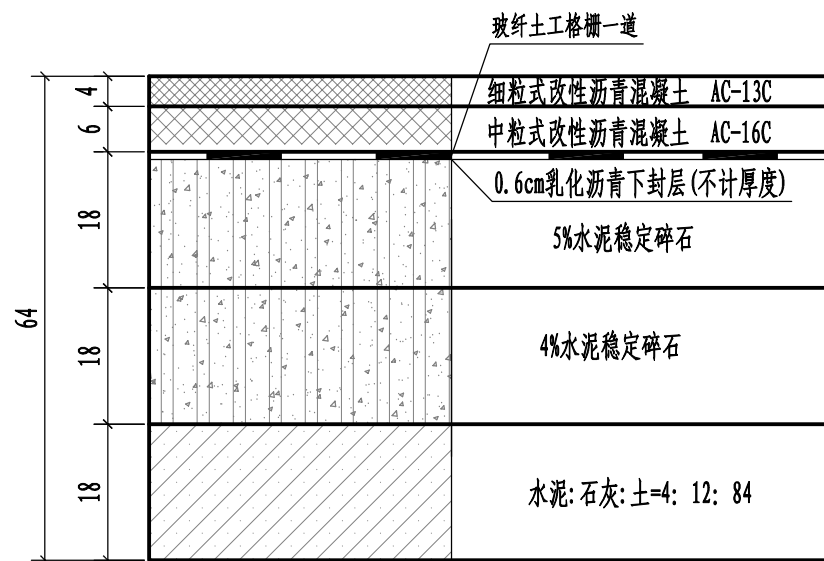 玻纤土工格栅一道
4
细粒式改性沥青混凝土 AC-13C
6
中粒式改性沥青混凝土 AC-16C
0.6cm乳化沥青下封层(不计厚度)
18
5%水泥稳定碎石
64
18
4%水泥稳定碎石
18
水泥:石灰:土=4: 12: 84